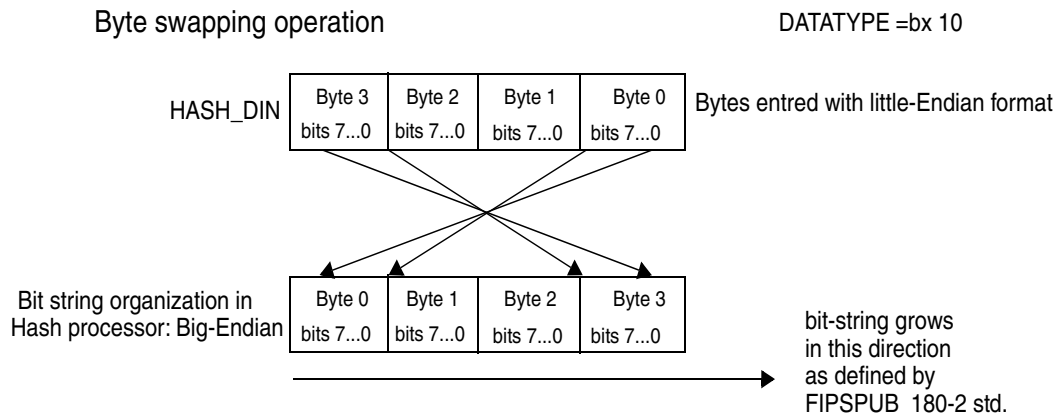 Byte swapping operation
DATATYPE =bx 10
HASH_DIN
Byte 3 Byte 2 Byte 1 Byte 0
bits 7...0 bits 7...0 bits 7...0 bits 7...0
Bytes entred with little-Endian format
Bit string organization in
Hash processor: Big-Endian
Byte 0 Byte 1 Byte 2 Byte 3
bits 7...0 bits 7...0 bits 7...0 bits 7...0
bit-string grows
in this direction
as defined by
FIPSPUB 180-2 std.